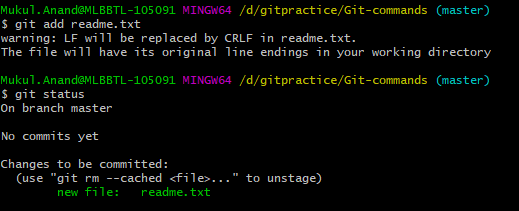 Mukul.Anand@MLBBTL-105091 MINGW64 /d/gitpractice/Git-commands (master)
$ git add readme.txt
warning: LF will be replaced by CRLF in readme.txt.
The file will have its original line endings in your working directory
Mukul.Anand@MLBBTL-105091 MINGW64 /d/gitpractice/Git-commands (master)
$ git status
On branch master
No commits yet
Changes to be committed:
(use "git rm --cached <file>..." to unstage)
new file: readme.txt